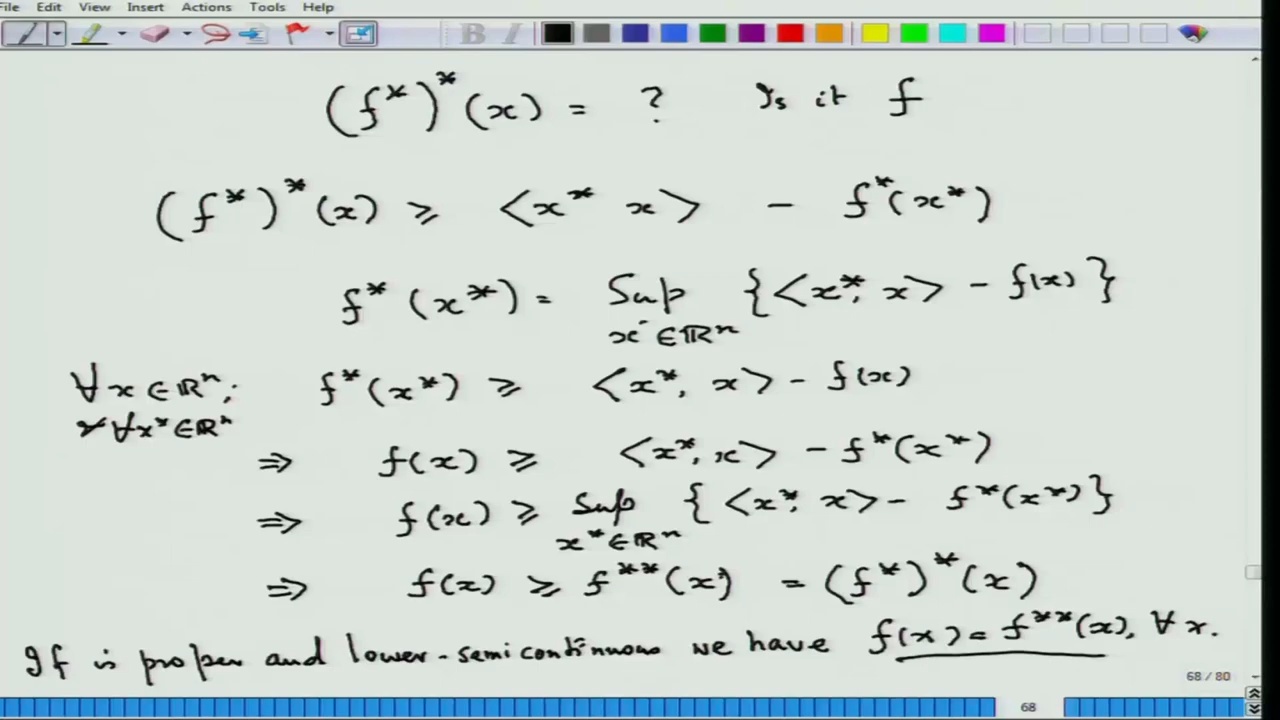 File Edit View Insert Actions Tools Help
B I
(f*)*(x) = ? Is it f
(f*)*(x) ≥ <x* x> - f*(x*)
f*(x*) = Sup {<x*, x> - f(x)}
x ∈ ℝⁿ
∀x ∈ ℝⁿ; f*(x*) ≥ <x*, x> - f(x)
& ∀x* ∈ ℝⁿ
⇒ f(x) ≥ <x*, x> - f*(x*)
⇒ f(x) ≥ Sup {<x*, x> - f*(x*)}
x* ∈ ℝⁿ
⇒ f(x) ≥ f**(x) = (f*)*(x)
If is proper and lower-semicontinuous we have f(x) = f**(x), ∀ x.
68 / 80
68